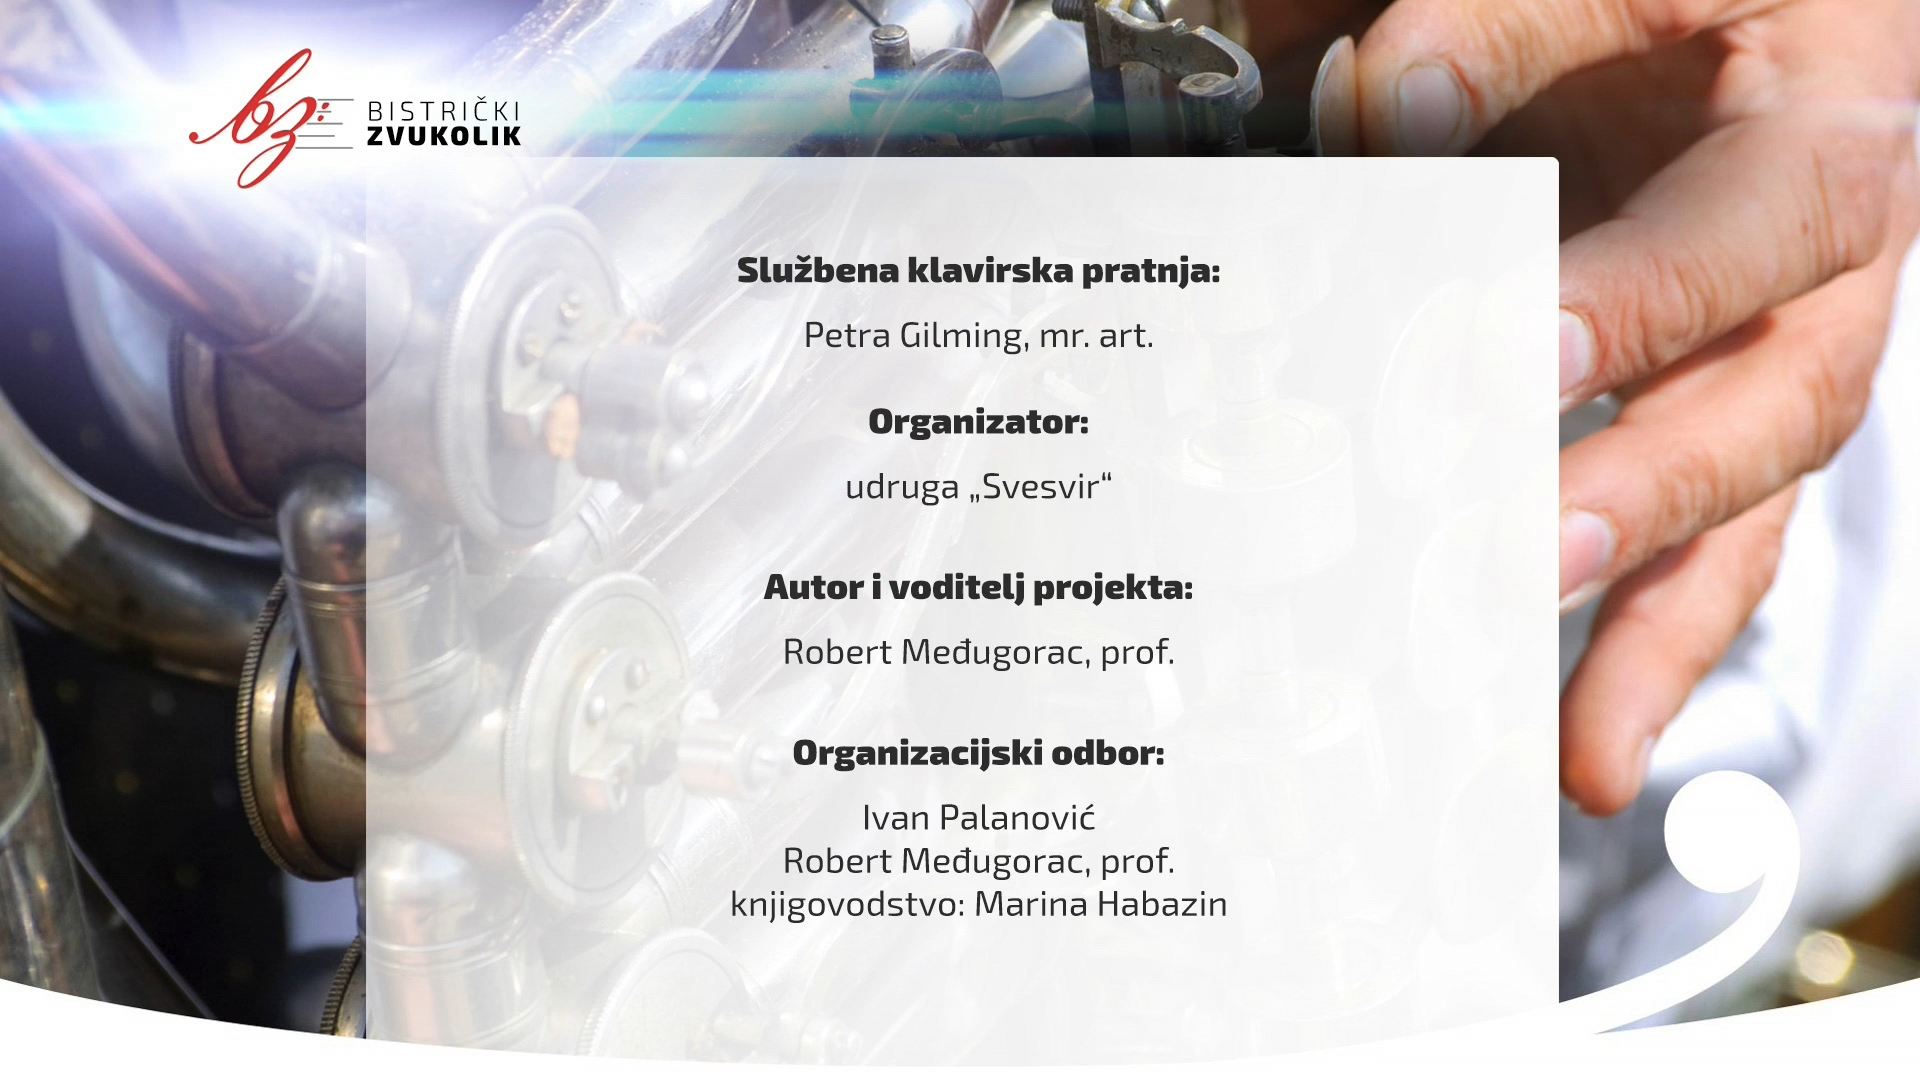 bz:
BISTRIČKI
ZVUKOLIK
Službena klavirska pratnja:
Petra Gilming, mr. art.
Organizator:
udruga „Svesvir“
Autor i voditelj projekta:
Robert Međugorac, prof.
Organizacijski odbor:
Ivan Palanović
Robert Međugorac, prof.
knjigovodstvo: Marina Habazin